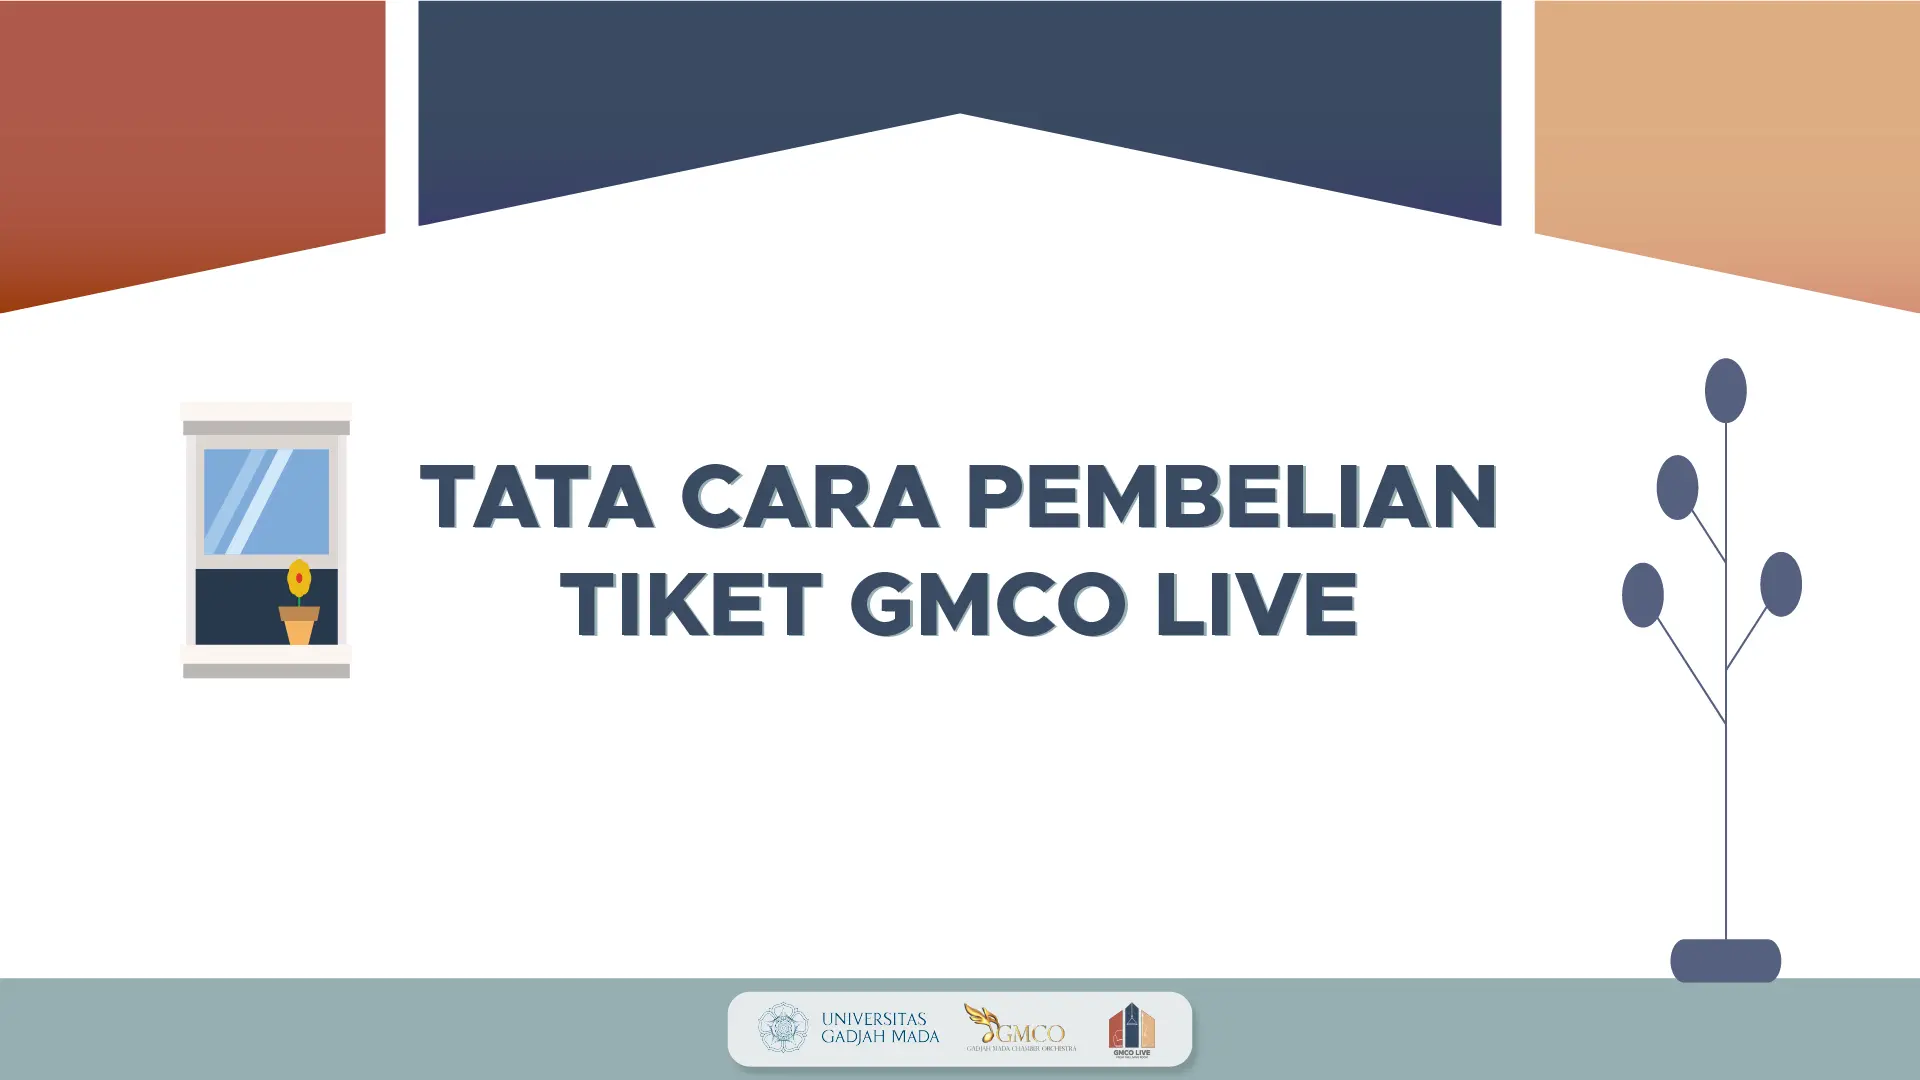 TATA CARA PEMBELIAN
TIKET GMCO LIVE
UNIVERSITAS
GADJAH MADA
GMCO
GADJAH MADA CHAMBER ORCHESTRA
GMCO LIVE